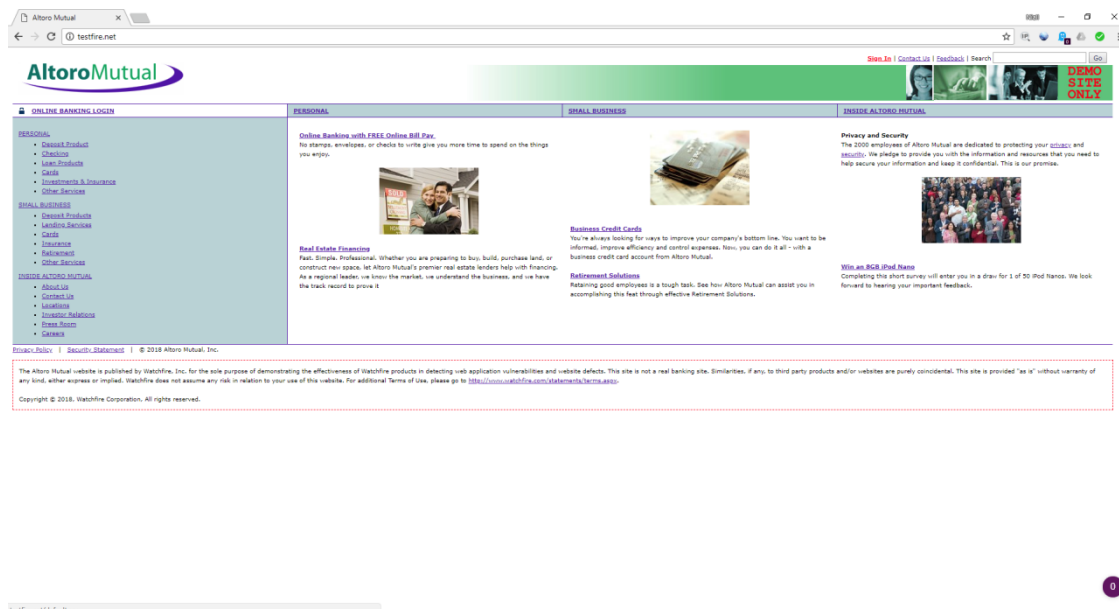 Altoro Mutual
testfire.net
Sign In | Contact Us | Feedback | Search
Go
AltoroMutual
DEMO
SITE
ONLY
ONLINE BANKING LOGIN
PERSONAL
SMALL BUSINESS
INSIDE ALTORO MUTUAL
PERSONAL
Deposit Product
Checking
Loan Products
Cards
Investments & Insurance
Other Services
SMALL BUSINESS
Deposit Products
Lending Services
Cards
Insurance
Retirement
Other Services
INSIDE ALTORO MUTUAL
About Us
Contact Us
Locations
Investor Relations
Press Room
Careers
Online Banking with FREE Online Bill Pay
No stamps, envelopes, or checks to write give you more time to spend on the things
you enjoy.
SOLD
Real Estate Financing
Fast. Simple. Professional. Whether you are preparing to buy, build, purchase land, or
construct new space, let Altoro Mutual's premier real estate lenders help with financing.
As a regional leader, we know the market, we understand the business, and we have
the track record to prove it
Business Credit Cards
You're always looking for ways to improve your company's bottom line. You want to be
informed, improve efficiency and control expenses. Now, you can do it all - with a
business credit card account from Altoro Mutual.
Retirement Solutions
Retaining good employees is a tough task. See how Altoro Mutual can assist you in
accomplishing this feat through effective Retirement Solutions.
Privacy and Security
The 2000 employees of Altoro Mutual are dedicated to protecting your privacy and
security. We pledge to provide you with the information and resources that you need to
help secure your information and keep it confidential. This is our promise.
Win an 8GB iPod Nano
Completing this short survey will enter you in a draw for 1 of 50 iPod Nanos. We look
forward to hearing your important feedback.
Privacy Policy | Security Statement | © 2018 Altoro Mutual, Inc.
The Altoro Mutual website is published by Watchfire, Inc. for the sole purpose of demonstrating the effectiveness of Watchfire products in detecting web application vulnerabilities and website defects. This site is not a real banking site. Similarities, if any, to third party products and/or websites are purely coincidental. This site is provided "as is" without warranty of
any kind, either express or implied. Watchfire does not assume any risk in relation to your use of this website. For additional Terms of Use, please go to http://www.watchfire.com/statements/terms.aspx.
Copyright © 2018, Watchfire Corporation, All rights reserved.
0